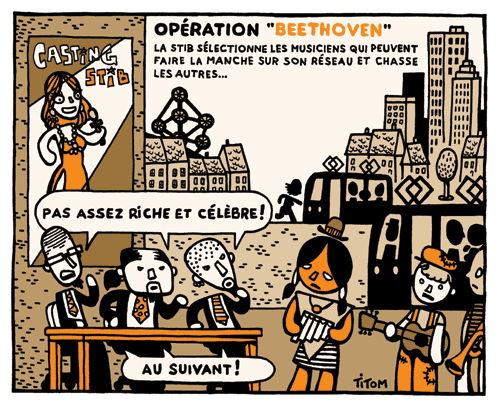 OPÉRATION "BEETHOVEN"
LA STIB SÉLECTIONNE LES MUSICIENS QUI PEUVENT
FAIRE LA MANCHE SUR SON RÉSEAU ET CHASSE
LES AUTRES...
CASTING
STIB
PAS ASSEZ RICHE ET CÉLÈBRE!
AU SUIVANT!
TITOM